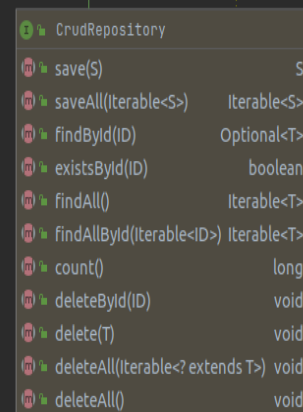 CrudRepository
save(S) S
saveAll(Iterable<S>) Iterable<S>
findById(ID) Optional<T>
existsById(ID) boolean
findAll() Iterable<T>
findAllById(Iterable<ID>) Iterable<T>
count() long
deleteById(ID) void
delete(T) void
deleteAll(Iterable<? extends T>) void
deleteAll() void